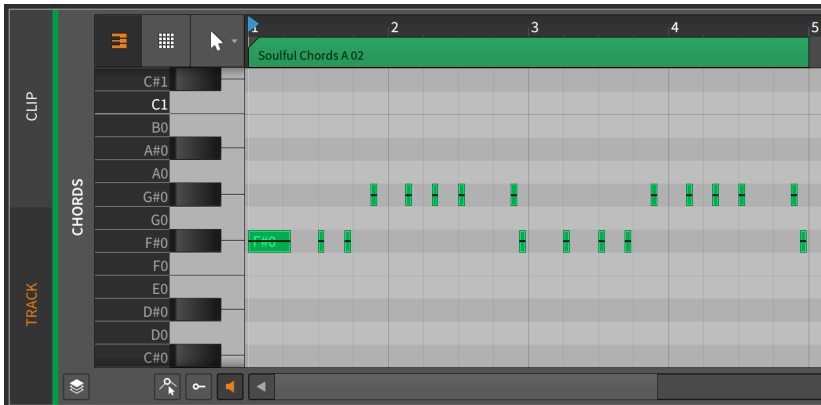 1 2 3 4 5
Soulful Chords A 02
CLIP
TRACK
CHORDS
C#1
C1
B0
A#0
A0
G#0
G0
F#0
F#0
F0
E0
D#0
D0
C#0